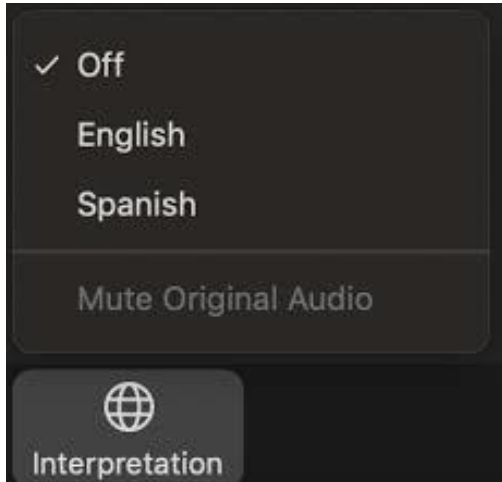 Off
English
Spanish
Mute Original Audio
Interpretation